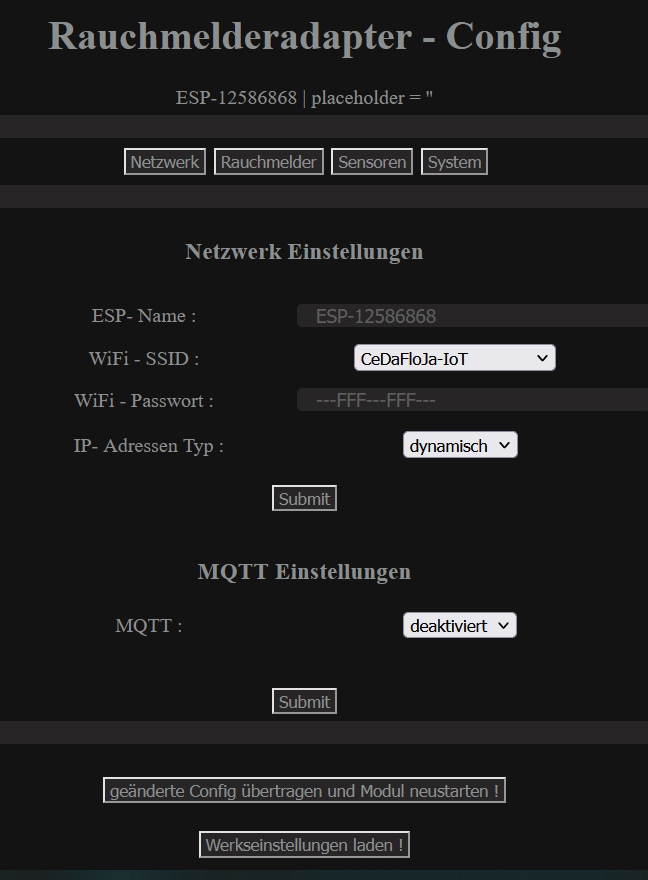 Rauchmelderadapter - Config
ESP-12586868 | placeholder = "
Netzwerk Rauchmelder Sensoren System
Netzwerk Einstellungen
ESP- Name : ESP-12586868
WiFi - SSID : CeDaFloJa-IoT
WiFi - Passwort : ---FFF---FFF---
IP- Adressen Typ : dynamisch
Submit
MQTT Einstellungen
MQTT : deaktiviert
Submit
geänderte Config übertragen und Modul neustarten !
Werkseinstellungen laden !